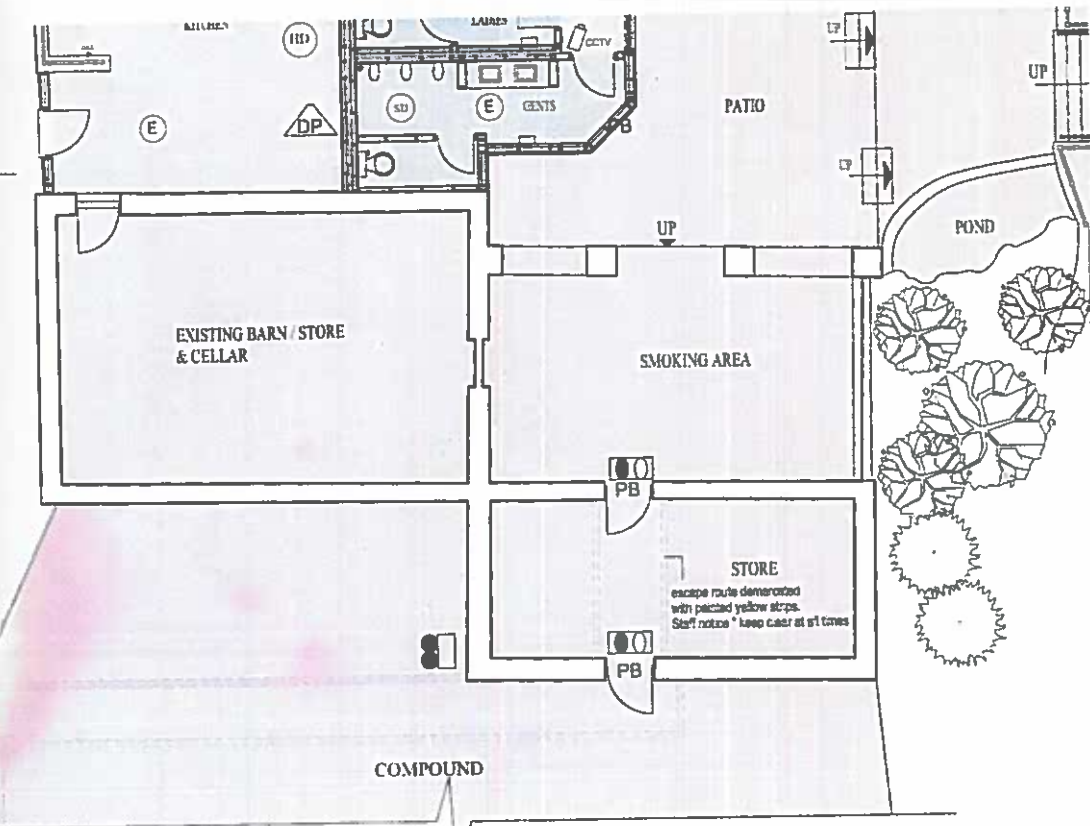 KITCHEN
HD
LADIES
CCTV
UP
UP
E
DP
SD
E
GENTS
B
PATIO
UP
POND
UP
EXISTING BARN / STORE
& CELLAR
SMOKING AREA
PB
STORE
escape route demarcated
with painted yellow strips.
Staff notice " keep clear at all times
PB
COMPOUND